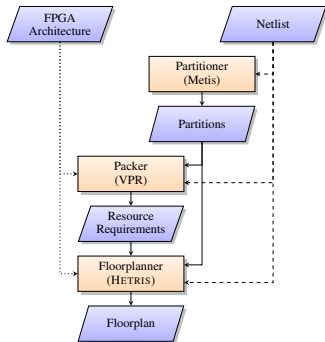 FPGA
Architecture
Netlist
Partitioner
(Metis)
Partitions
Packer
(VPR)
Resource
Requirements
Floorplanner
(HETRIS)
Floorplan